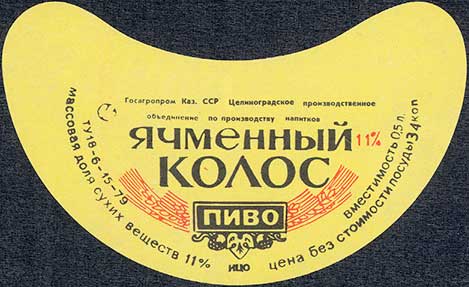 Госагропром Каз. ССР Целиноградское производственное
объединение по производству напитков
ЯЧМЕННЫЙ 11%
КОЛОС
ПИВО
ТУ18-6-15-79
массовая доля сухих веществ 11%
ИЦО
вместимость 0,5 л.
цена без стоимости посуды 34 коп